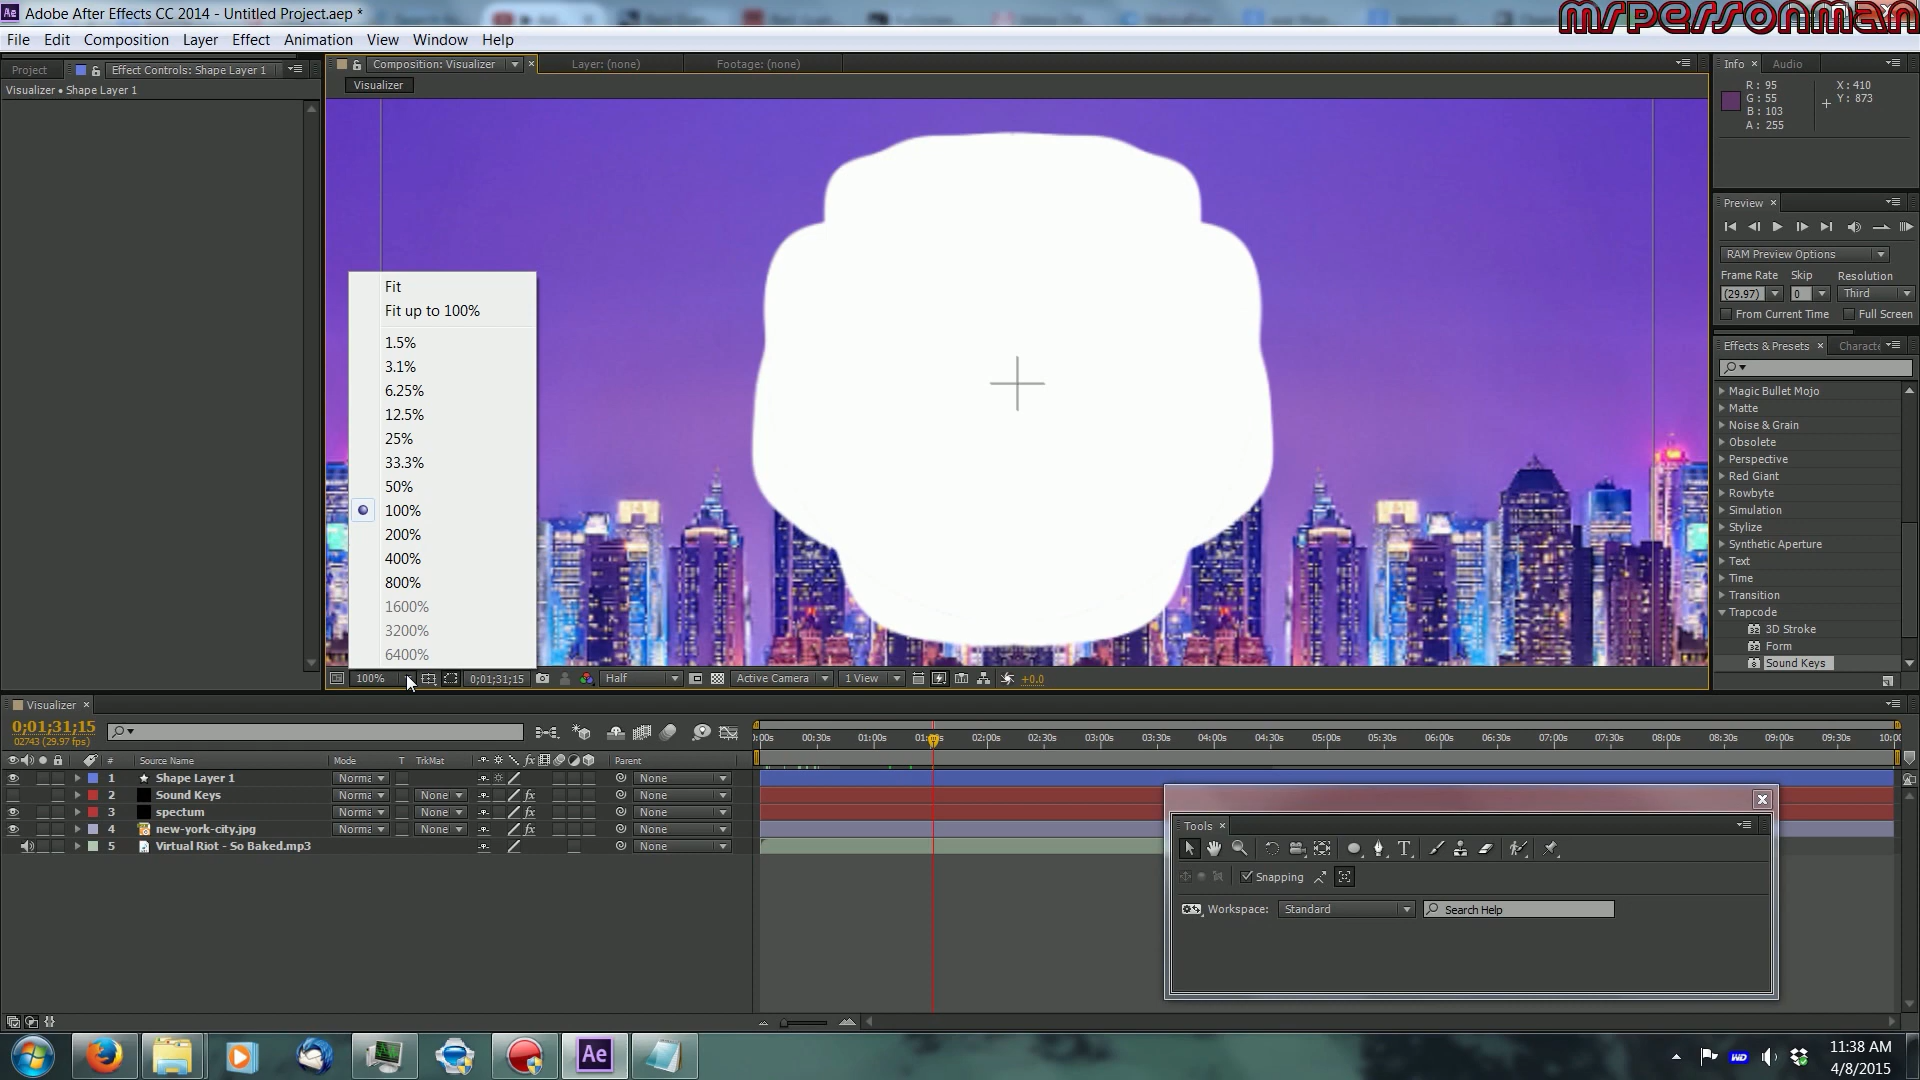 Adobe After Effects CC 2014 - Untitled Project.aep *
MRPERSONMAN
File Edit Composition Layer Effect Animation View Window Help
Project Effect Controls: Shape Layer 1
Visualizer • Shape Layer 1
Composition: Visualizer Layer: (none) Footage: (none)
Visualizer
Info Audio
R : 95 X : 410
G : 55 Y : 873
B : 103
A : 255
Preview
RAM Preview Options
Frame Rate Skip Resolution
(29.97) 0 Third
From Current Time Full Screen
Effects & Presets
Magic Bullet Mojo
Matte
Noise & Grain
Obsolete
Perspective
Red Giant
Rowbyte
Simulation
Stylize
Synthetic Aperture
Text
Time
Transition
Trapcode
3D Stroke
Form
Sound Keys
Fit
Fit up to 100%
1.5%
3.1%
6.25%
12.5%
25%
33.3%
50%
100%
200%
400%
800%
1600%
3200%
6400%
100% 0;01;31;15 Half Active Camera 1 View +0.0
Visualizer
0;01;31;15
02743 (29.97 fps)
# Source Name Mode T TrkMat fx Parent
1 Shape Layer 1 None
2 Sound Keys None fx None
3 spectum None fx None
4 new-york-city.jpg None fx None
5 Virtual Riot - So Baked.mp3 None
00:30s 01:00s 02:00s 02:30s 03:00s 03:30s 04:00s 04:30s 05:00s 05:30s 06:00s 06:30s 07:00s 07:30s 08:00s 08:30s 09:00s 09:30s
Tools
Snapping
Workspace: Standard Search Help
Ae
11:38 AM
4/8/2015